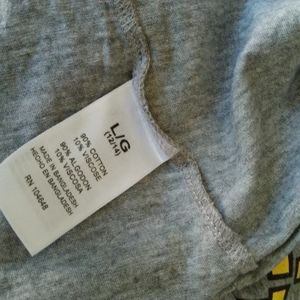 L/G
(12/14)
90% COTTON
10% VISCOSE
MADE IN BANGLADESH
90% ALGODON
10% VISCOSA
HECHO EN BANGLADESH
RN 104648